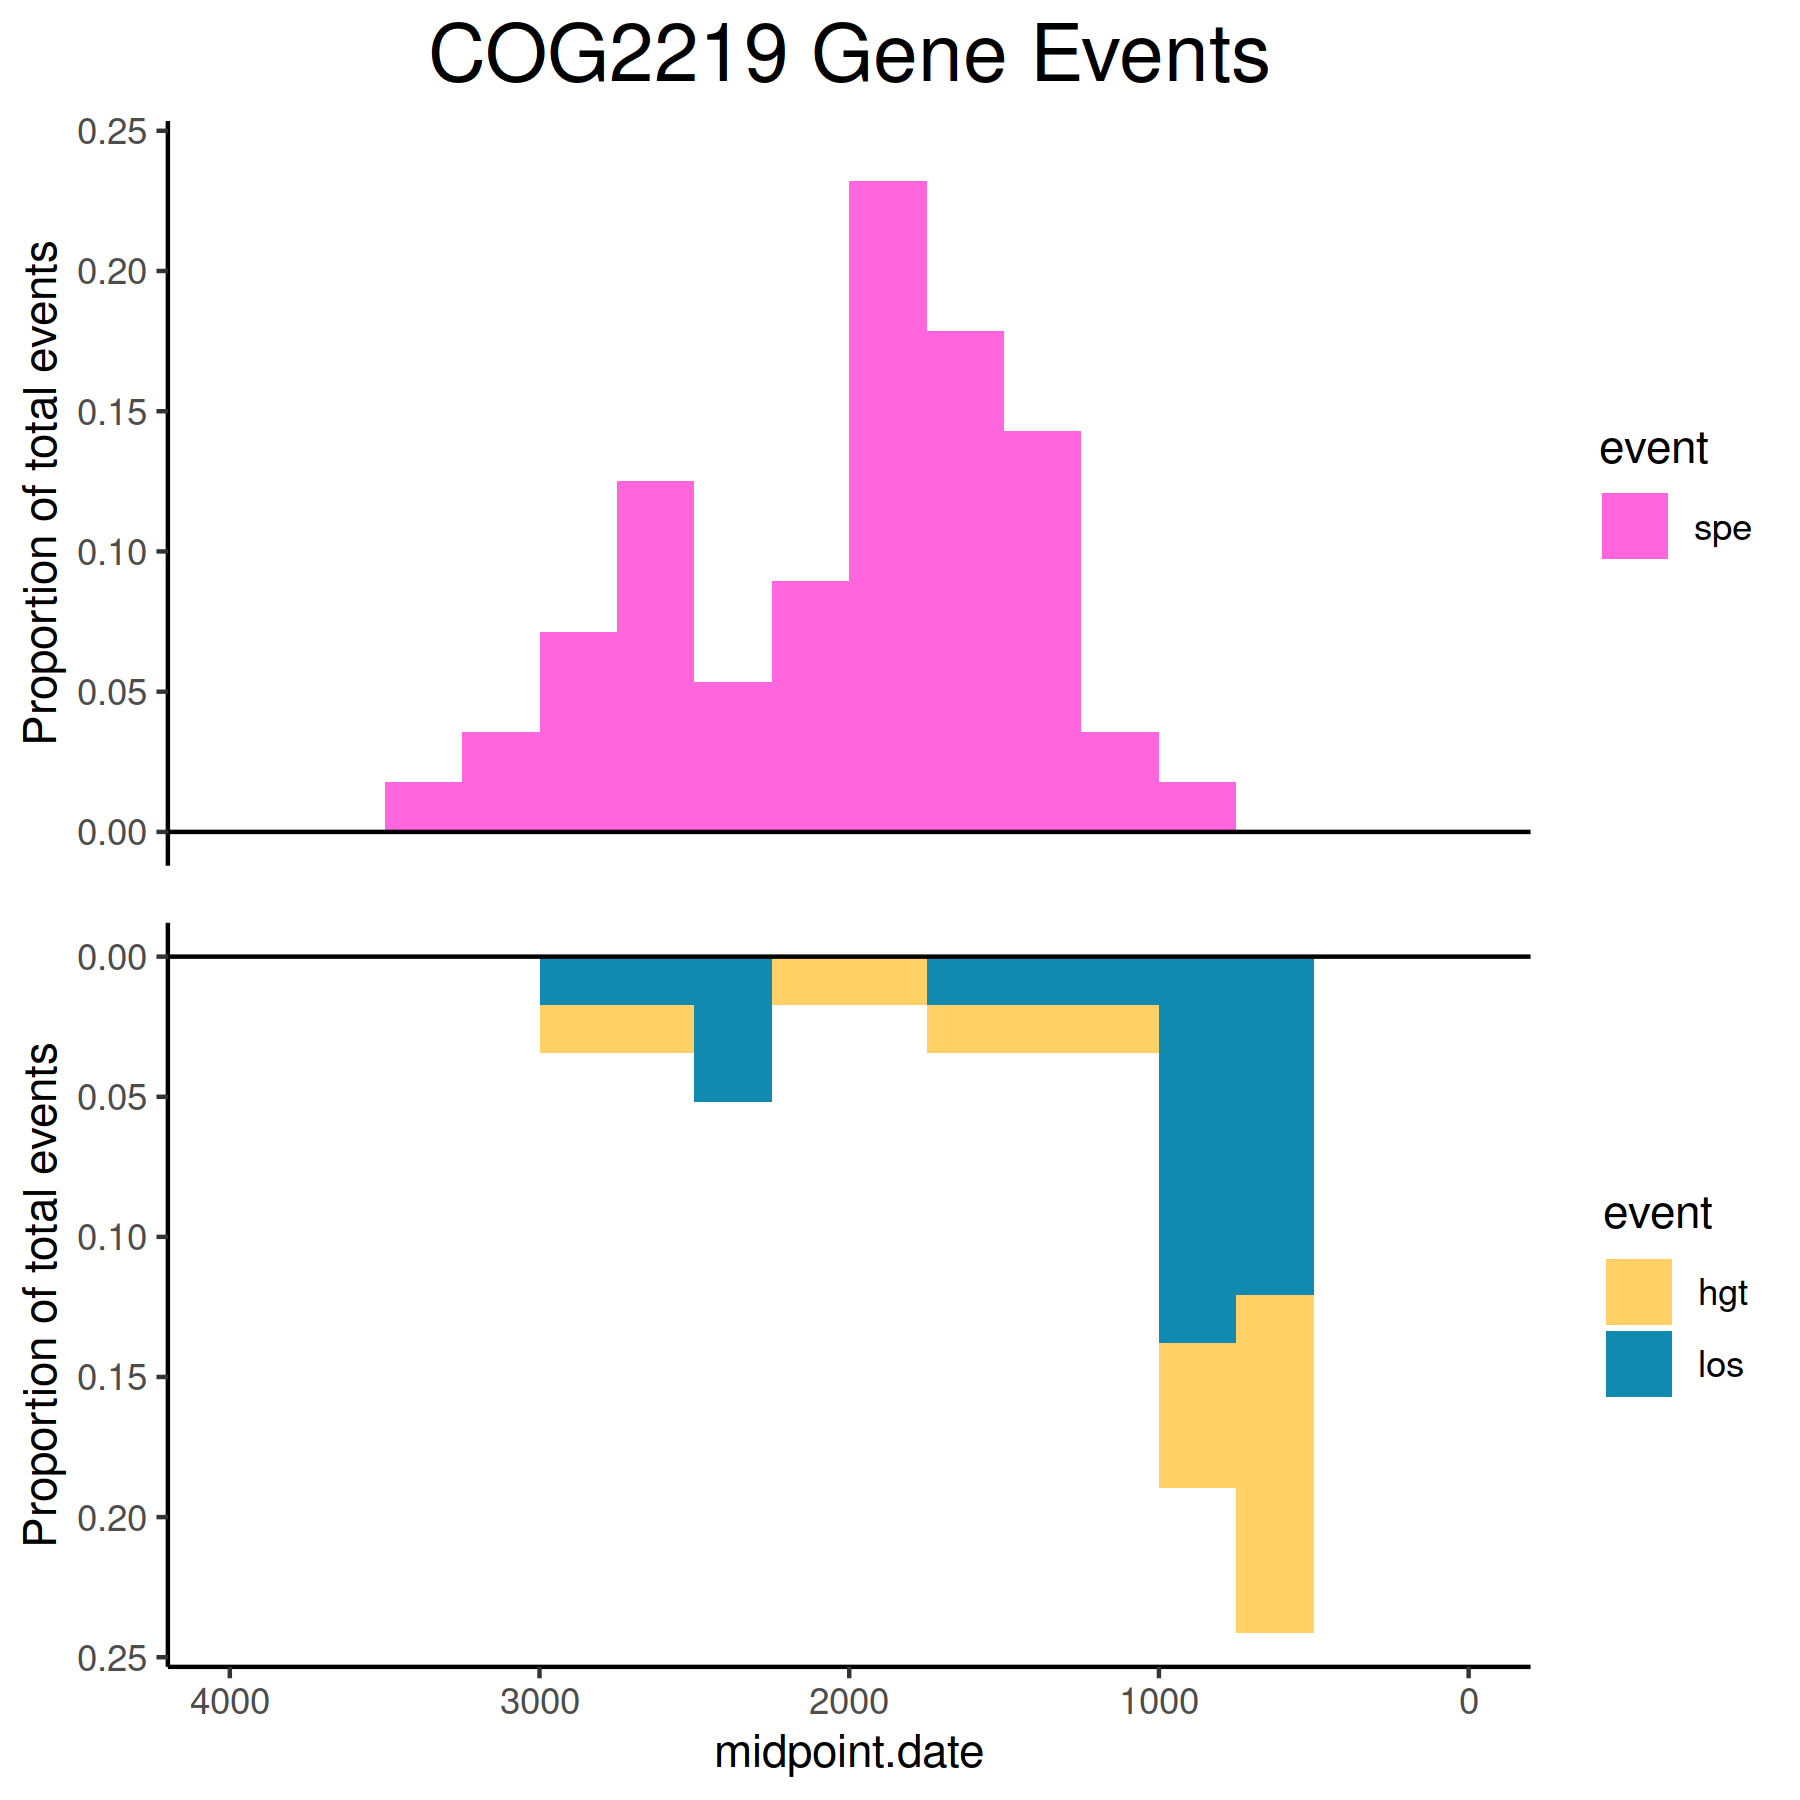 COG2219 Gene Events
Proportion of total events
0.25
0.20
0.15
0.10
0.05
0.00
event
spe
Proportion of total events
0.00
0.05
0.10
0.15
0.20
0.25
event
hgt
los
4000 3000 2000 1000 0
midpoint.date